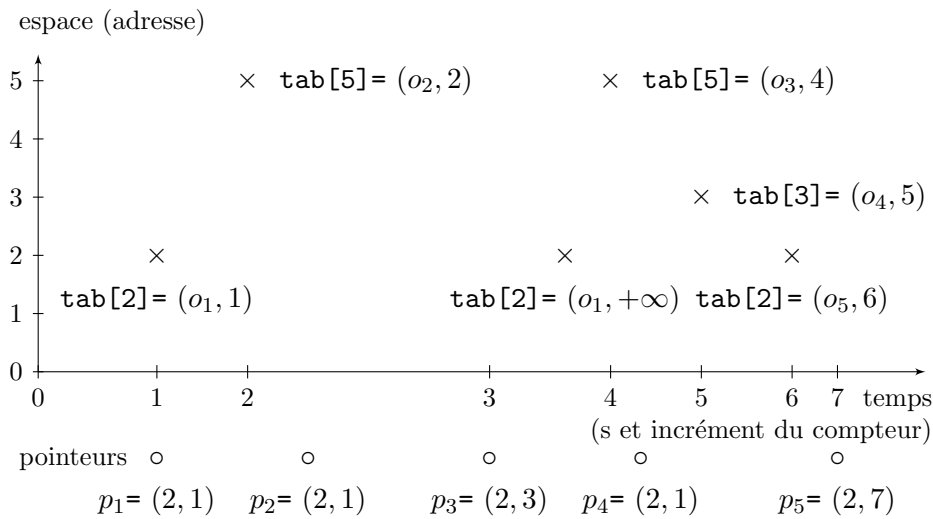 espace (adresse)
5 tab[5]= (o₂, 2) tab[5]= (o₃, 4)
4
3 tab[3]= (o₄, 5)
2
tab[2]= (o₁, 1) tab[2]= (o₁, +∞) tab[2]= (o₅, 6)
1
0
0 1 2 3 4 5 6 7 temps
(s et incrément du compteur)
pointeurs
p₁= (2, 1) p₂= (2, 1) p₃= (2, 3) p₄= (2, 1) p₅= (2, 7)